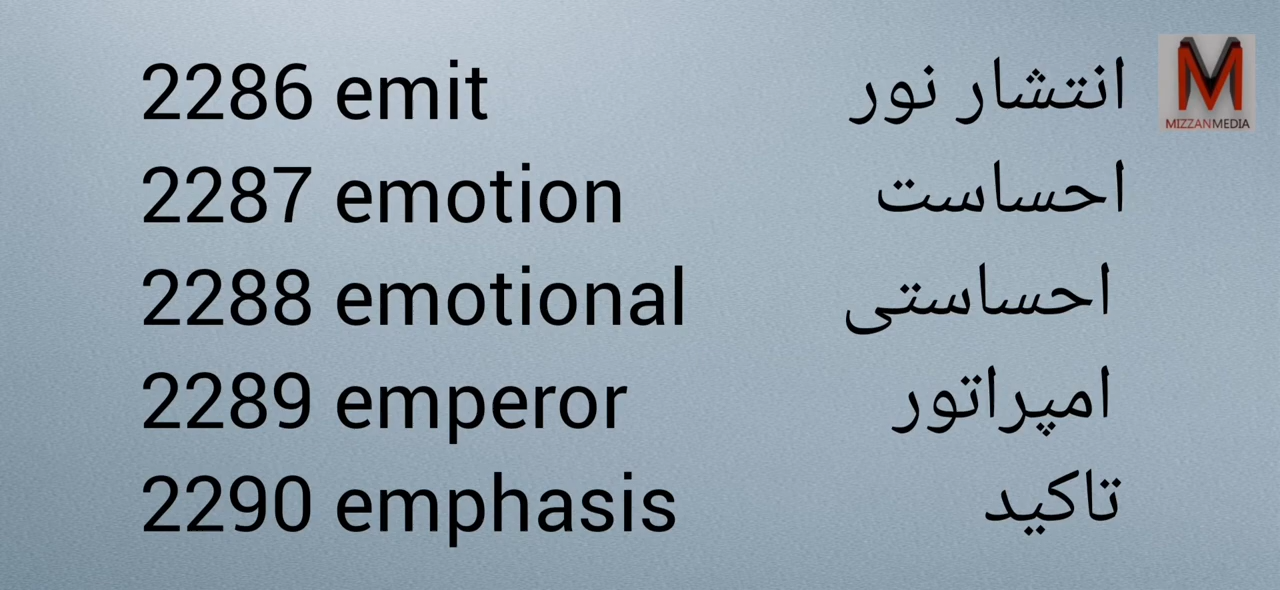 2286 emit انتشار نور
2287 emotion احساست
2288 emotional احساستی
2289 emperor امپراتور
2290 emphasis تاکید
MIZZANMEDIA